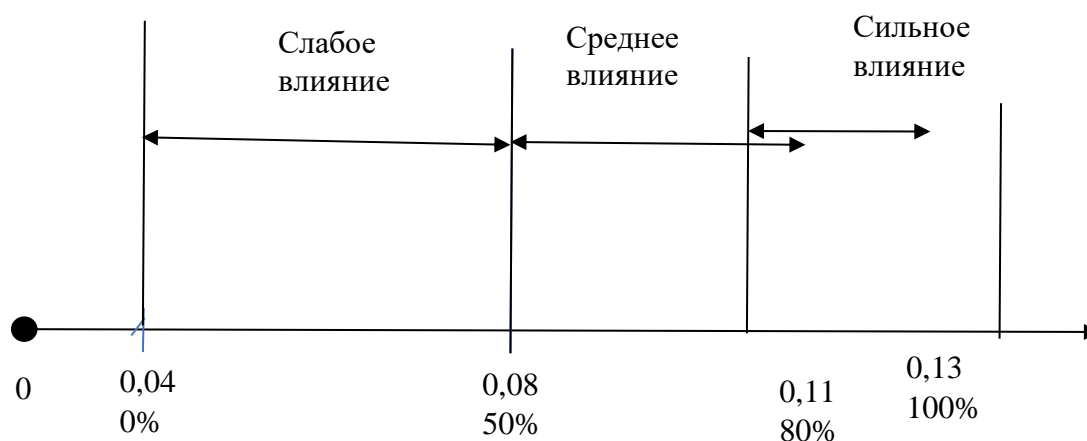 Слабое
влияние
Среднее
влияние
Сильное
влияние
0
0,04
0%
0,08
50%
0,11
80%
0,13
100%